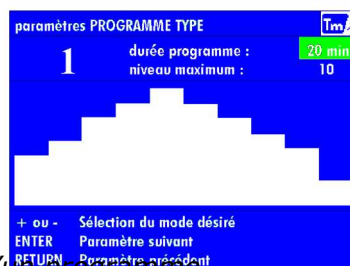 paramètres PROGRAMME TYPE Tm
1 durée programme : 20 min
niveau maximum : 10
+ ou - Sélection du mode désiré
ENTER Paramètre suivant
RETURN Paramètre précédent